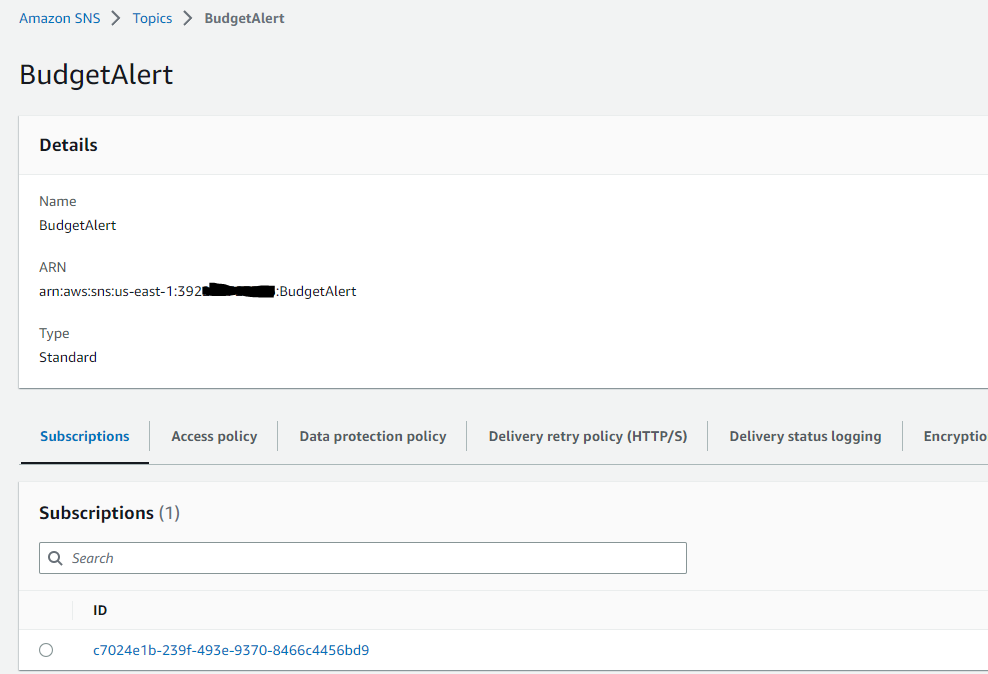 Amazon SNS > Topics > BudgetAlert
BudgetAlert
Details
Name
BudgetAlert
ARN
arn:aws:sns:us-east-1:392 :BudgetAlert
Type
Standard
Subscriptions Access policy Data protection policy Delivery retry policy (HTTP/S) Delivery status logging Encryptio
Subscriptions (1)
Search
ID
c7024e1b-239f-493e-9370-8466c4456bd9